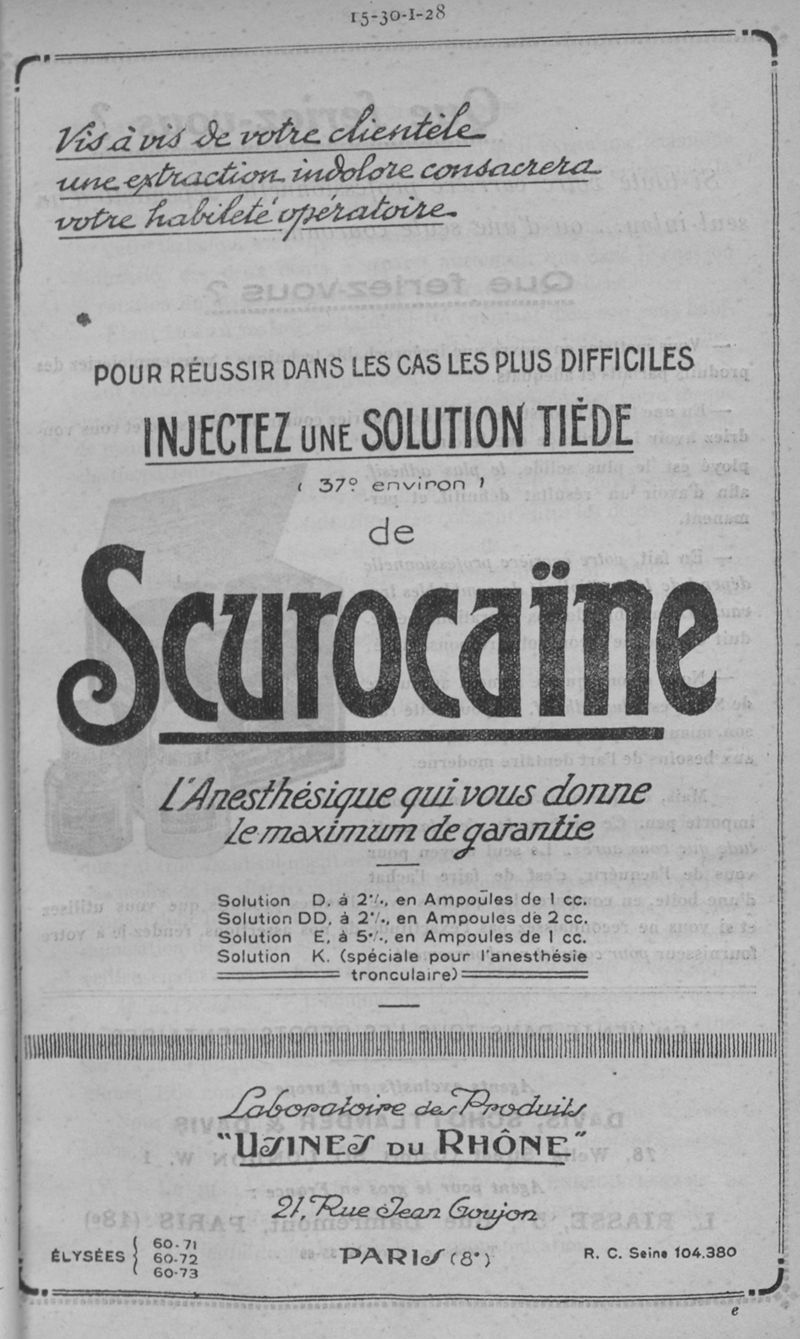 15-30-I-28
Vis à vis de votre clientèle
une extraction indolore consacrera
votre habileté opératoire.
POUR RÉUSSIR DANS LES CAS LES PLUS DIFFICILES
INJECTEZ UNE SOLUTION TIÈDE
( 37º environ )
de
Scurocaïne
L'Anesthésique qui vous donne
le maximum de garantie
Solution D. à 2%, en Ampoules de 1 cc.
Solution DD. à 2%, en Ampoules de 2 cc.
Solution E. à 5%, en Ampoules de 1 cc.
Solution K. (spéciale pour l'anesthésie
tronculaire)
Laboratoire des Produits
"USINES DU RHÔNE"
21, Rue Jean Goujon
ÉLYSÉES { 60-71
60-72
60-73
PARIS (8e)
R. C. Seine 104.380
e